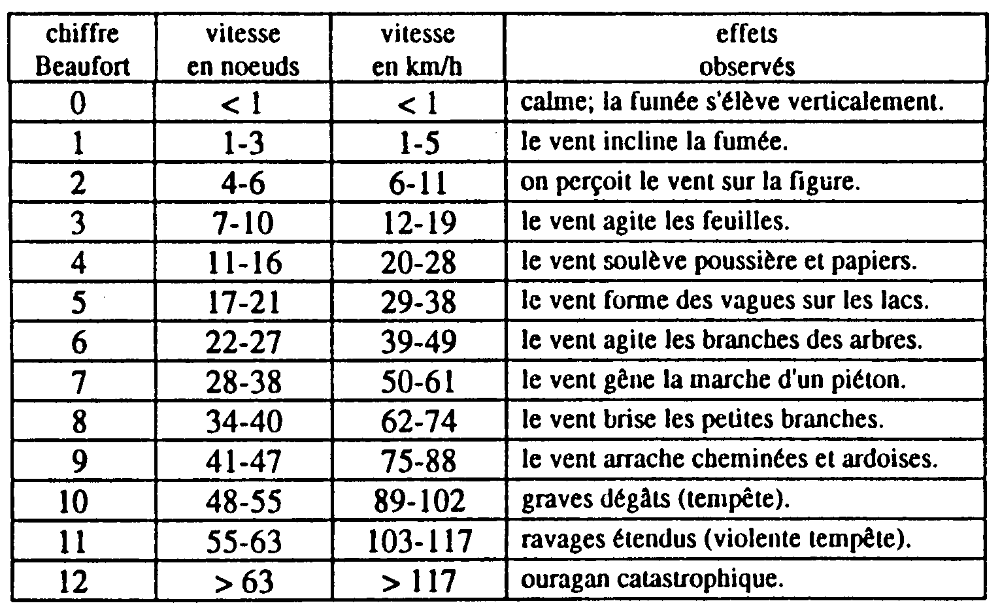 chiffre Beaufort | vitesse en noeuds | vitesse en km/h | effets observés
0 | < 1 | < 1 | calme; la fumée s'élève verticalement.
1 | 1-3 | 1-5 | le vent incline la fumée.
2 | 4-6 | 6-11 | on perçoit le vent sur la figure.
3 | 7-10 | 12-19 | le vent agite les feuilles.
4 | 11-16 | 20-28 | le vent soulève poussière et papiers.
5 | 17-21 | 29-38 | le vent forme des vagues sur les lacs.
6 | 22-27 | 39-49 | le vent agite les branches des arbres.
7 | 28-38 | 50-61 | le vent gêne la marche d'un piéton.
8 | 34-40 | 62-74 | le vent brise les petites branches.
9 | 41-47 | 75-88 | le vent arrache cheminées et ardoises.
10 | 48-55 | 89-102 | graves dégâts (tempête).
11 | 55-63 | 103-117 | ravages étendus (violente tempête).
12 | > 63 | > 117 | ouragan catastrophique.